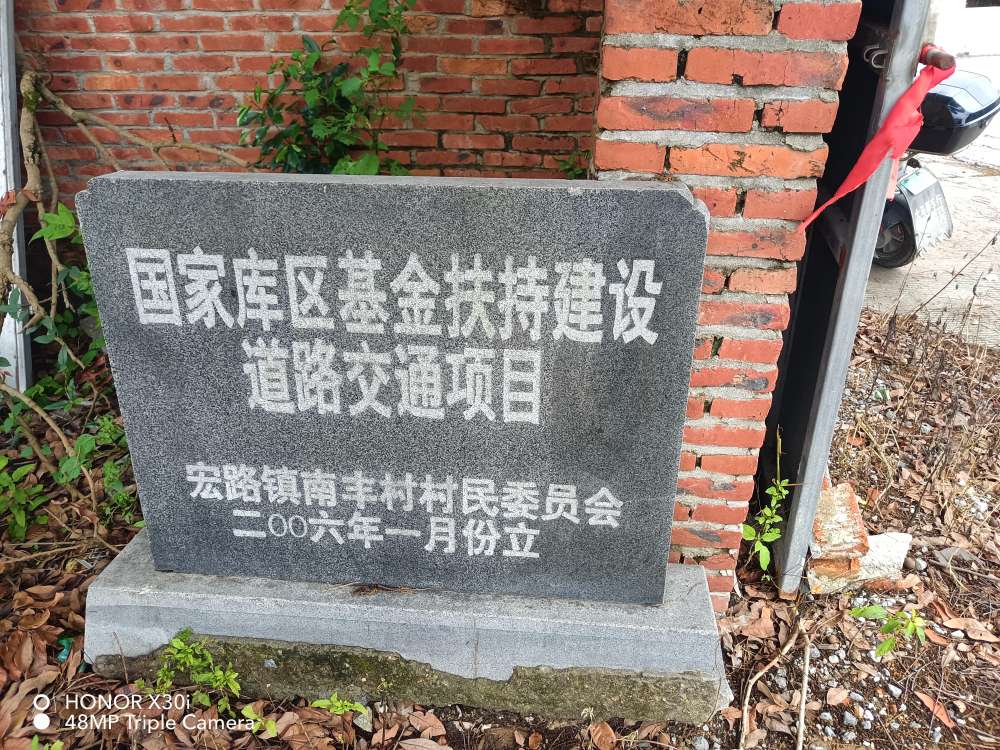 国家库区基金扶持建设
道路交通项目
宏路镇南丰村村民委员会
二00六年一月份立
HONOR X30i
48MP Triple Camera